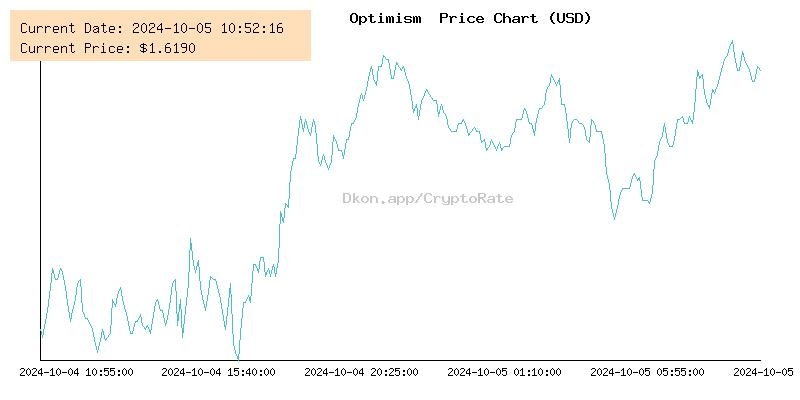 Optimism  Price Chart (USD)
Current Date: 2024-10-05 10:52:16
Current Price: $1.6190
Dkon.app/CryptoRate
2024-10-04 10:55:00 2024-10-04 15:40:00 2024-10-04 20:25:00 2024-10-05 01:10:00 2024-10-05 05:55:00 2024-10-05